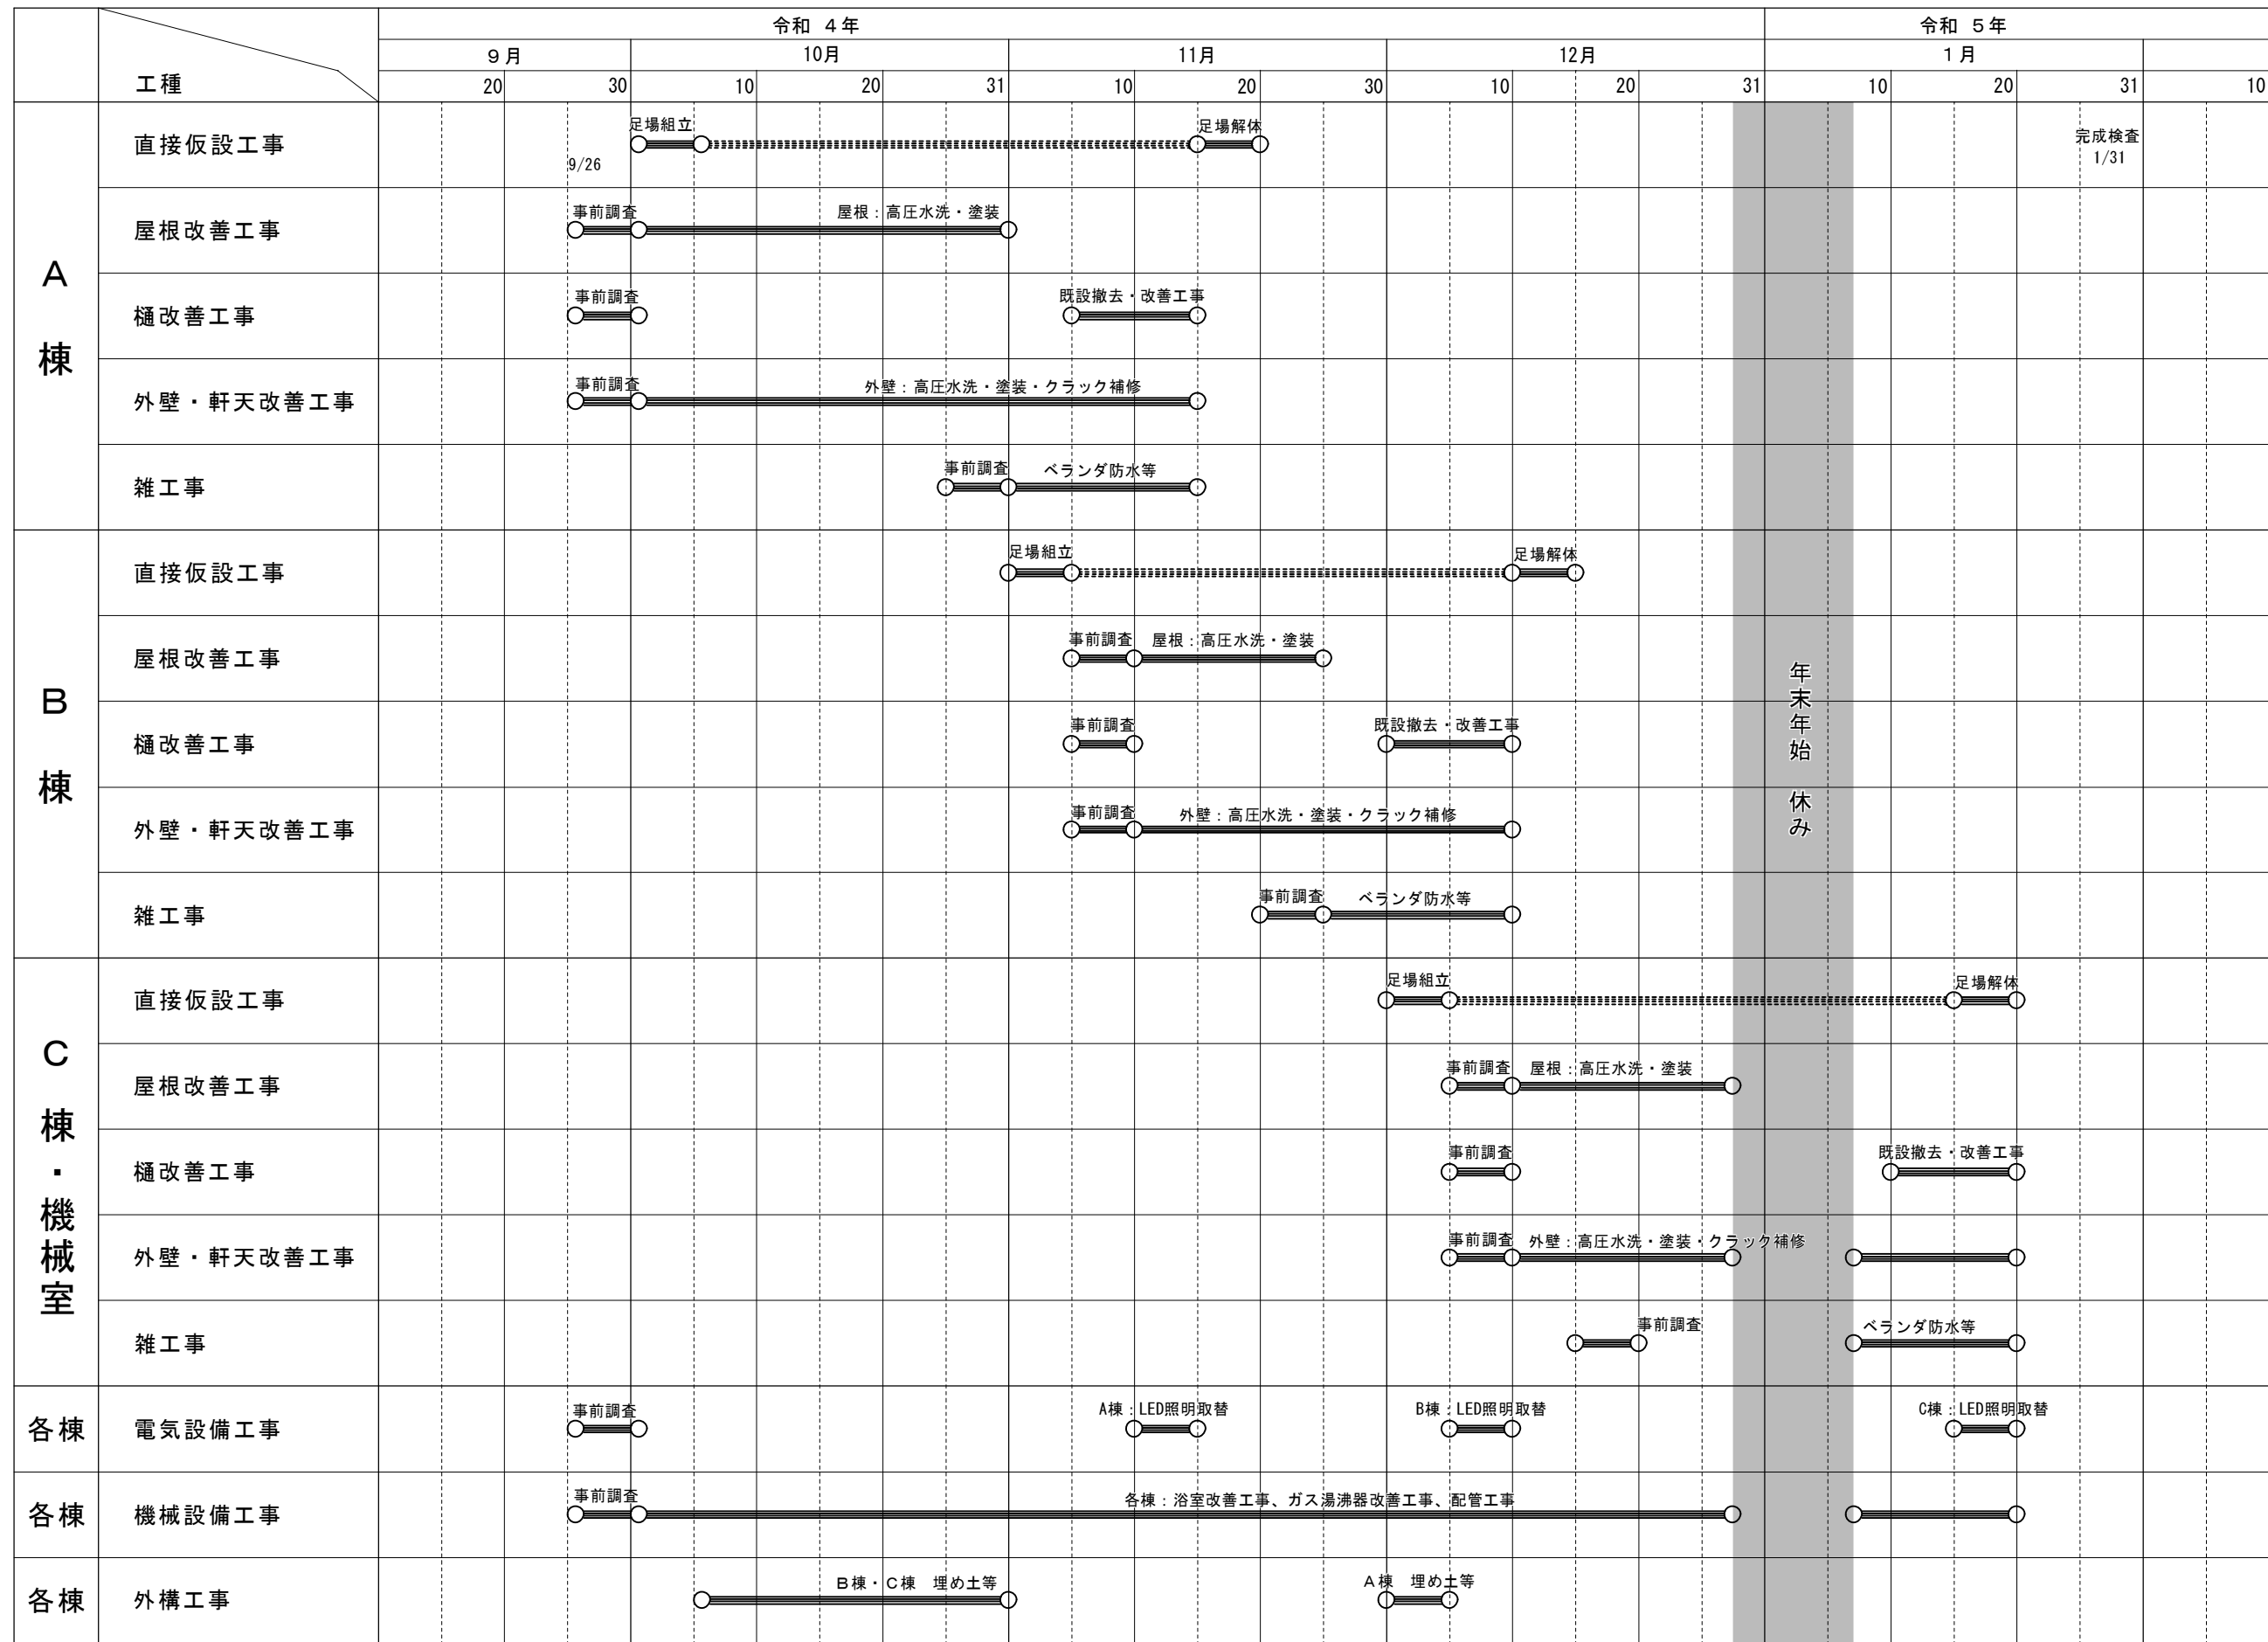 令和 ４年
令和 ５年
９月
10月
11月
12月
１月
工種
20
30
10
20
31
10
20
30
10
20
31
10
20
31
10
Ａ棟
直接仮設工事
足場組立
足場解体
9/26
完成検査
1/31
屋根改善工事
事前調査
屋根：高圧水洗・塗装
樋改善工事
事前調査
既設撤去・改善工事
外壁・軒天改善工事
事前調査
外壁：高圧水洗・塗装・クラック補修
雑工事
事前調査
ベランダ防水等
Ｂ棟
直接仮設工事
足場組立
足場解体
屋根改善工事
事前調査
屋根：高圧水洗・塗装
樋改善工事
事前調査
既設撤去・改善工事
外壁・軒天改善工事
事前調査
外壁：高圧水洗・塗装・クラック補修
雑工事
事前調査
ベランダ防水等
年末年始 休み
Ｃ棟・機械室
直接仮設工事
足場組立
足場解体
屋根改善工事
事前調査
屋根：高圧水洗・塗装
樋改善工事
事前調査
既設撤去・改善工事
外壁・軒天改善工事
事前調査
外壁：高圧水洗・塗装・クラック補修
雑工事
事前調査
ベランダ防水等
各棟
電気設備工事
事前調査
A棟：LED照明取替
B棟：LED照明取替
C棟：LED照明取替
各棟
機械設備工事
事前調査
各棟：浴室改善工事、ガス湯沸器改善工事、配管工事
各棟
外構工事
Ｂ棟・Ｃ棟　埋め土等
Ａ棟　埋め土等